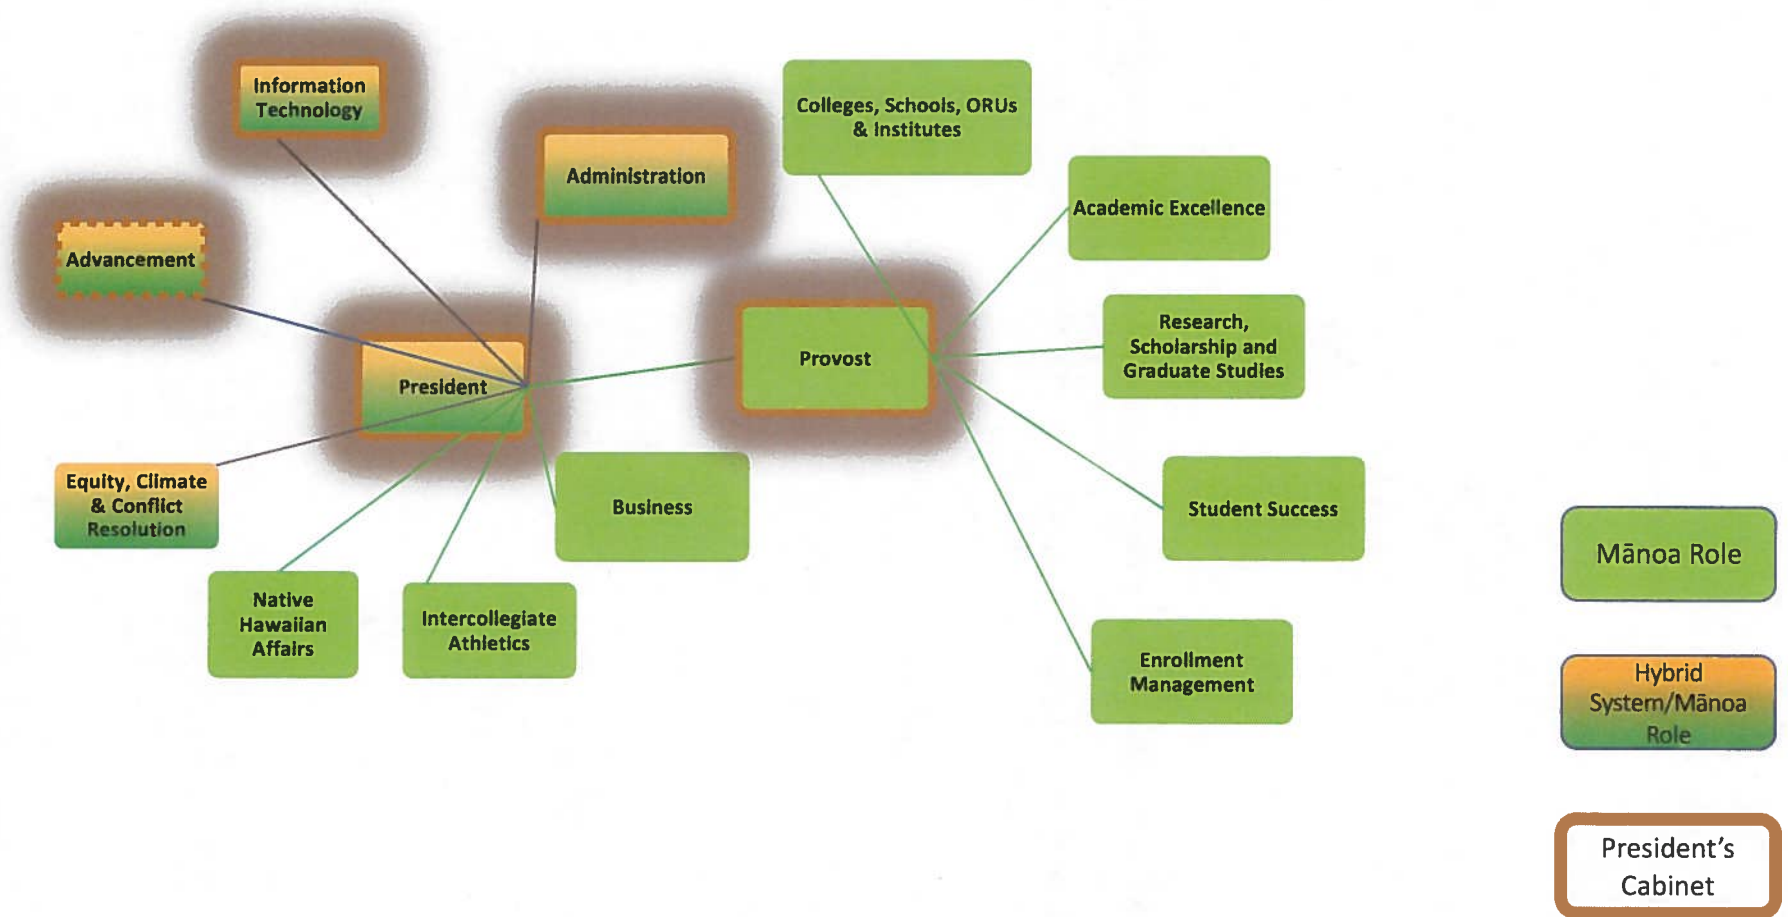 Information
Technology
Colleges, Schools, ORUs
& Institutes
Administration
Academic Excellence
Advancement
Research,
Scholarship and
Graduate Studies
Provost
President
Equity, Climate
& Conflict
Resolution
Business
Student Success
Native
Hawaiian
Affairs
Intercollegiate
Athletics
Enrollment
Management
Mānoa Role
Hybrid
System/Mānoa
Role
President's
Cabinet